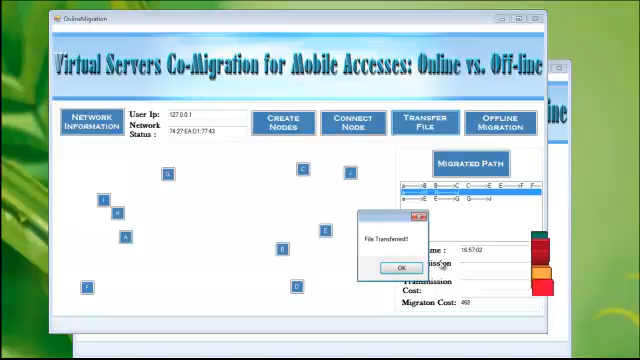 OnlineMigration
Virtual Servers Co-Migration for Mobile Accesses: Online vs. Off-line
NETWORK INFORMATION
User Ip: 127.0.0.1
Network Status : 74:27:EA:D1:77:43
CREATE NODES
CONNECT NODE
TRANSFER FILE
OFFLINE MIGRATION
MIGRATED PATH
C
J
I
H
A
E
B
F
D
File Transferred!!
OK
16:57:02
Cost:
Migraton Cost: 468